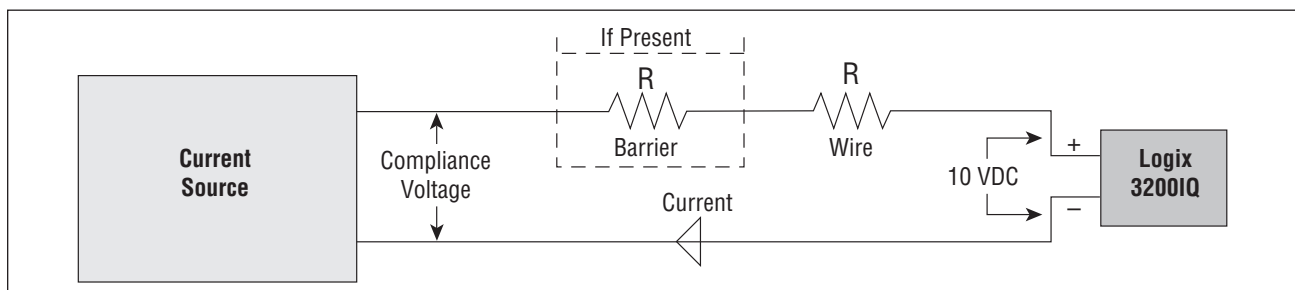 If Present
R
R
Current
Source
Compliance
Voltage
Barrier
Wire
10 VDC
+
–
Logix
3200IQ
Current